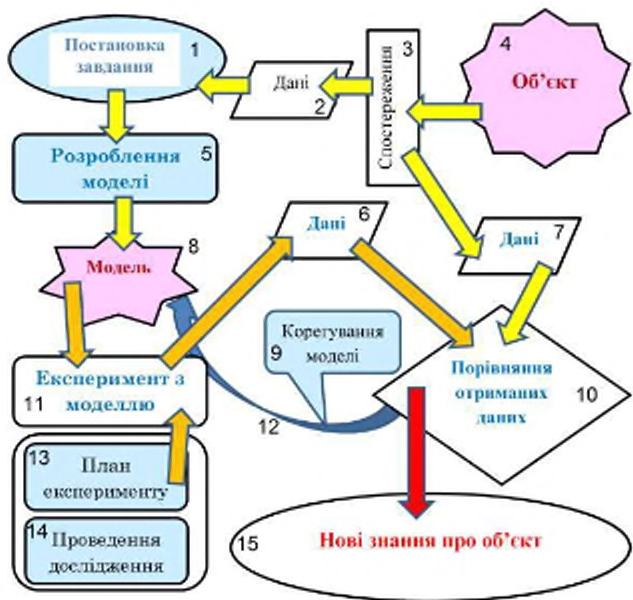 Постановка 1
завдання
Дані
2
3
Спостереження
4
Об'єкт
Розроблення 5
моделі
Дані 6
Дані 7
Модель 8
Корегування
9 моделі
Порівняння
отриманих 10
даних
Експеримент з
11 моделлю
12
13 План
експерименту
14 Проведення
дослідження
15 Нові знання про об'єкт